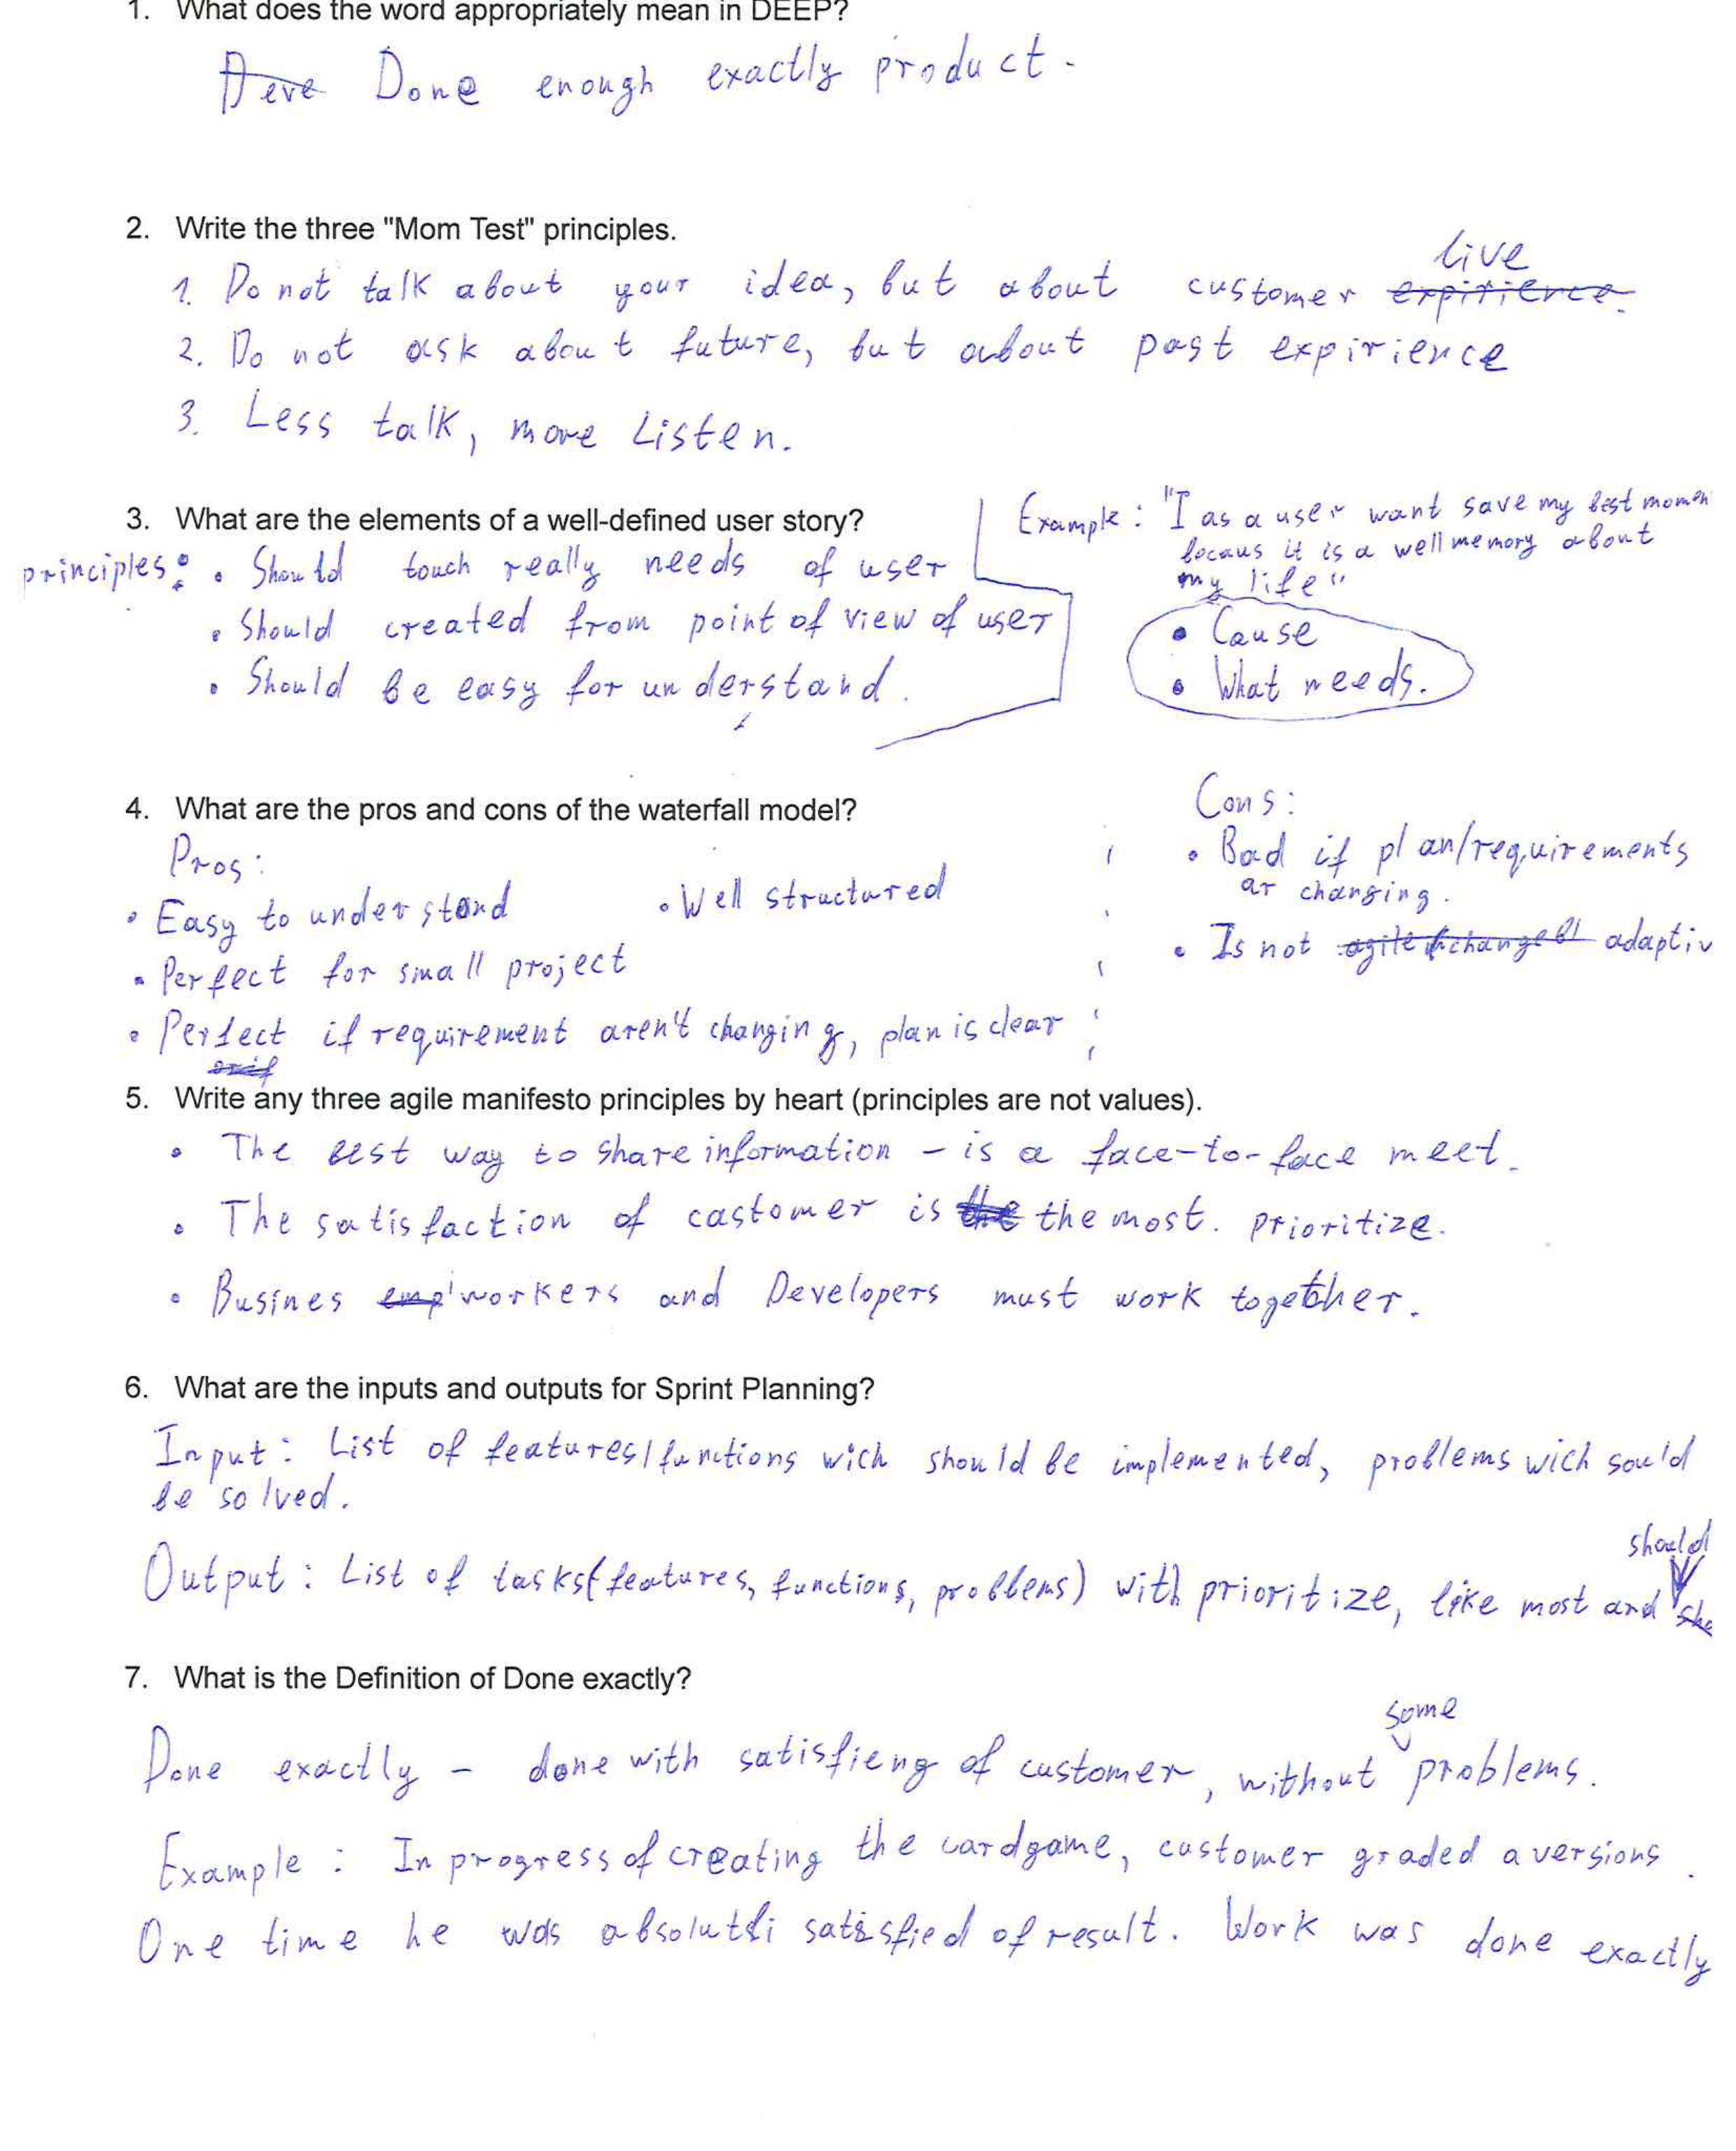 1. What does the word appropriately mean in DEEP?
Deve Done enough exactly product.
2. Write the three "Mom Test" principles.
live
1. Do not talk about your idea, but about customer expirience.
2. Do not ask about future, but about past expirience
3. Less talk, more Listen.
3. What are the elements of a well-defined user story?
principles: • Should touch really needs of user
• Should created from point of view of user
• Should be easy for understand.
Example: "I as a user want save my best momen
becaus it is a well memory about
my life"
• Cause
• What needs.
4. What are the pros and cons of the waterfall model?
Pros:
• Easy to understand • Well structured
• Perfect for small project
• Perfect if requirement aren't changing, plan is clear
Cons:
• Bad if plan/requirements
ar changing.
• Is not agile adaptiv
5. Write any three agile manifesto principles by heart (principles are not values).
• The best way to share information – is a face-to-face meet.
• The satisfaction of castomer is the the most. prioritize.
• Busines emp workers and Developers must work together.
6. What are the inputs and outputs for Sprint Planning?
Input: List of features/functions wich should be implemented, problems wich sould
be solved.
should
Output: List of tasks(features, functions, problems) with prioritize, like most and sho
7. What is the Definition of Done exactly?
some
Done exactly – done with satisfieng of customer, without problems.
Example: In progress of creating the cardgame, customer graded a versions.
One time he was absolutli satisfied of result. Work was done exactly